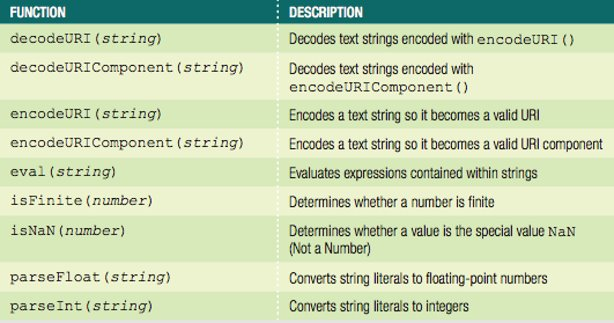 FUNCTION DESCRIPTION
decodeURI(string) Decodes text strings encoded with encodeURI()
decodeURIComponent(string) Decodes text strings encoded with
encodeURIComponent()
encodeURI(string) Encodes a text string so it becomes a valid URI
encodeURIComponent(string) Encodes a text string so it becomes a valid URI component
eval(string) Evaluates expressions contained within strings
isFinite(number) Determines whether a number is finite
isNaN(number) Determines whether a value is the special value NaN
(Not a Number)
parseFloat(string) Converts string literals to floating-point numbers
parseInt(string) Converts string literals to integers